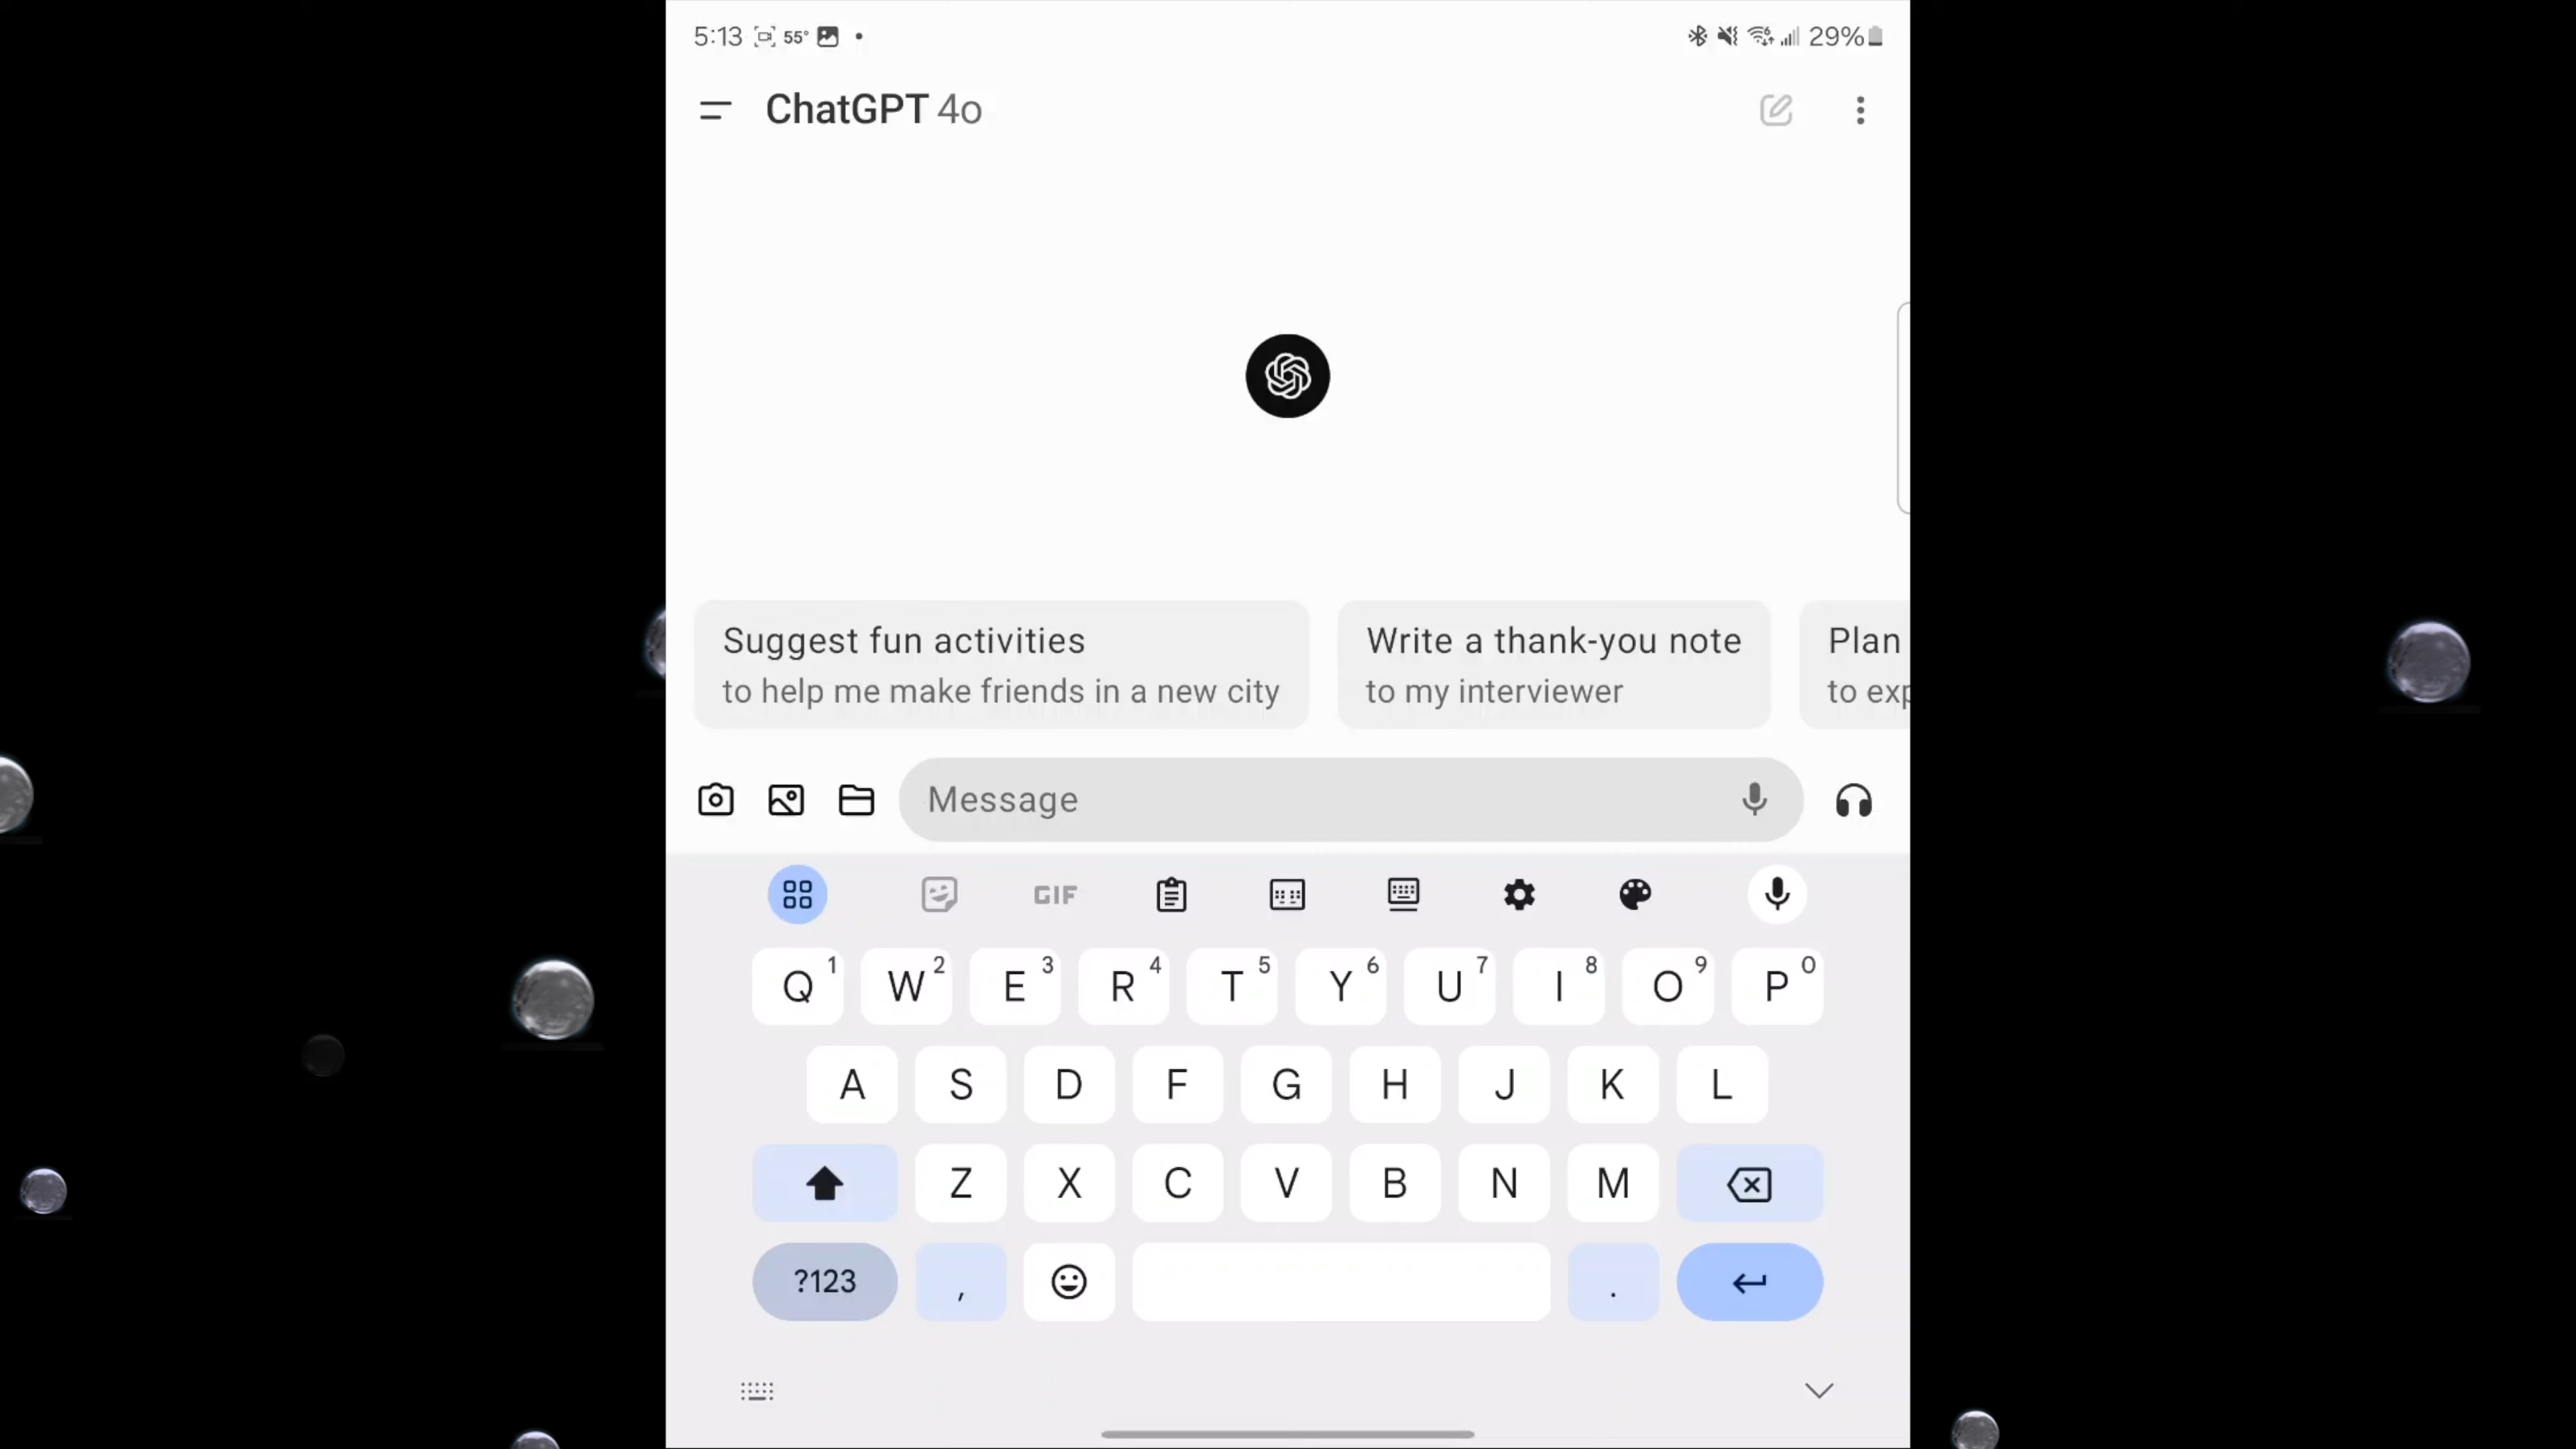 5:13 55° 29%
ChatGPT 4o
Suggest fun activities
to help me make friends in a new city
Write a thank-you note
to my interviewer
Plan
to exp
Message
GIF
Q 1 W 2 E 3 R 4 T 5 Y 6 U 7 I 8 O 9 P 0
A S D F G H J K L
Z X C V B N M
?123 , .